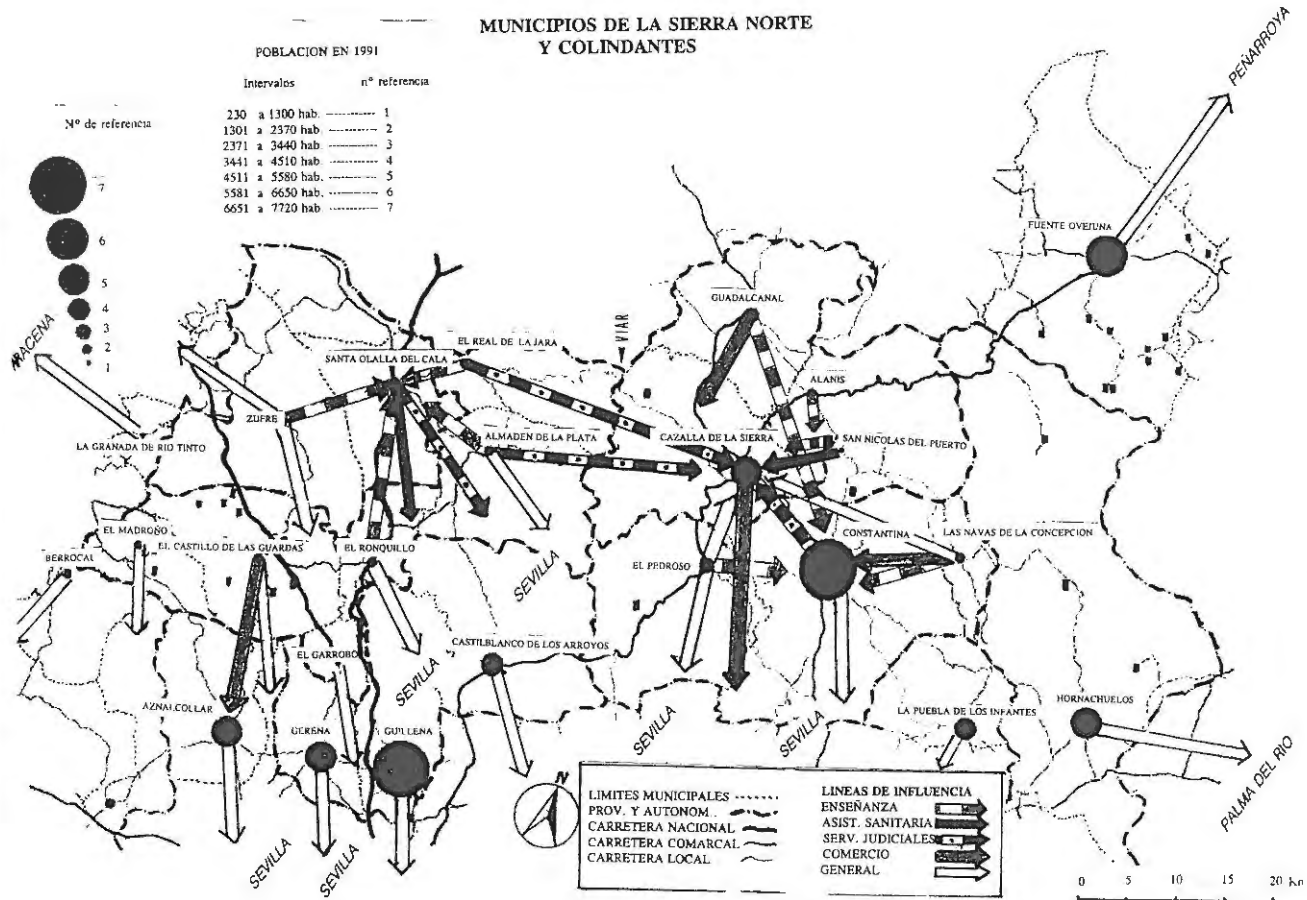 MUNICIPIOS DE LA SIERRA NORTE
Y COLINDANTES
POBLACION EN 1991
Intervalos nº referencia
230 a 1300 hab. 1
1301 a 2370 hab. 2
2371 a 3440 hab. 3
3441 a 4510 hab. 4
4511 a 5580 hab. 5
5581 a 6650 hab. 6
6651 a 7720 hab. 7
Nº de referencia
7
6
5
4
3
2
1
PEÑARROYA
FUENTE OVEJUNA
GUADALCANAL
VIAR
ARACENA
EL REAL DE LA JARA
SANTA OLALLA DEL CALA
ALANIS
ZUFRE
LA GRANADA DE RIO TINTO
ALMADEN DE LA PLATA
CAZALLA DE LA SIERRA
SAN NICOLAS DEL PUERTO
EL MADROÑO
EL CASTILLO DE LAS GUARDAS
EL RONQUILLO
BERROCAL
SEVILLA
EL PEDROSO
CONSTANTINA
LAS NAVAS DE LA CONCEPCION
EL GARROBO
CASTILBLANCO DE LOS ARROYOS
SEVILLA
AZNALCOLLAR
GERENA
GUILLENA
SEVILLA
SEVILLA
LA PUEBLA DE LOS INFANTES
HORNACHUELOS
PALMA DEL RIO
SEVILLA
SEVILLA
N
LIMITES MUNICIPALES
PROV. Y AUTONOM..
CARRETERA NACIONAL
CARRETERA COMARCAL
CARRETERA LOCAL
LINEAS DE INFLUENCIA
ENSEÑANZA
ASIST. SANITARIA
SERV. JUDICIALES
COMERCIO
GENERAL
0 5 10 15 20 Km